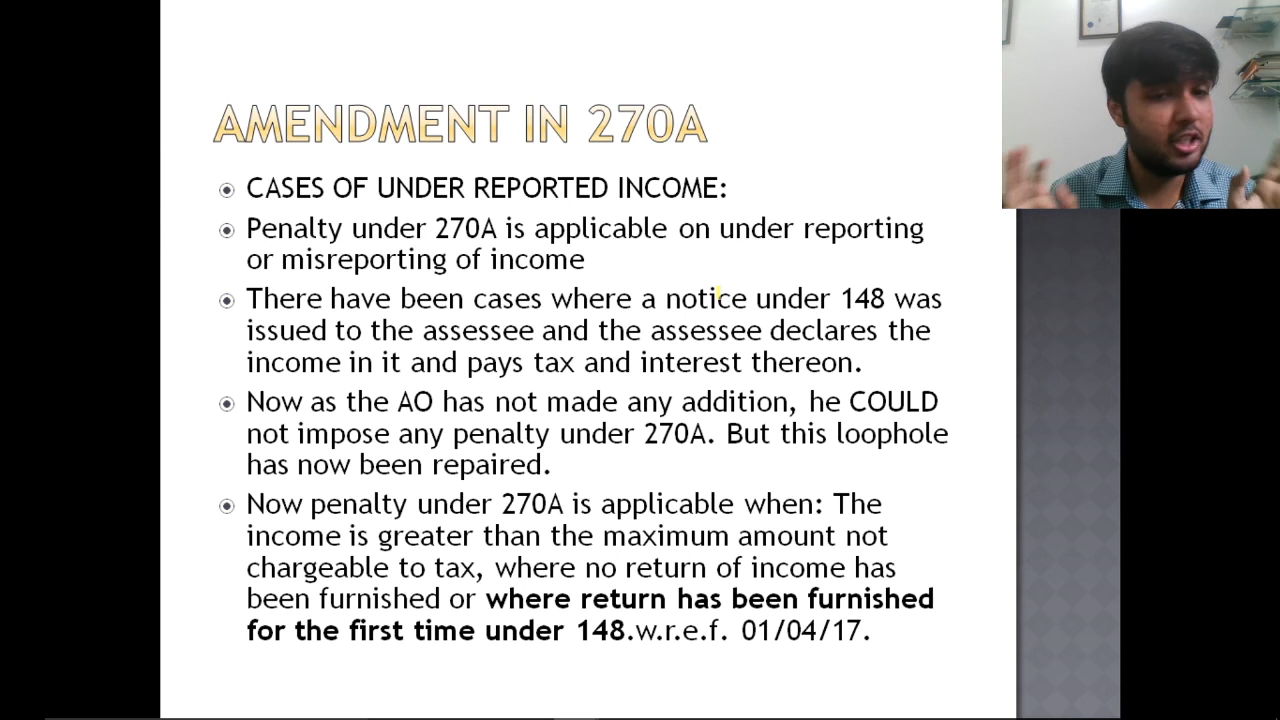 AMENDMENT IN 270A
CASES OF UNDER REPORTED INCOME:
Penalty under 270A is applicable on under reporting
or misreporting of income
There have been cases where a notice under 148 was
issued to the assessee and the assessee declares the
income in it and pays tax and interest thereon.
Now as the AO has not made any addition, he COULD
not impose any penalty under 270A. But this loophole
has now been repaired.
Now penalty under 270A is applicable when: The
income is greater than the maximum amount not
chargeable to tax, where no return of income has
been furnished or where return has been furnished
for the first time under 148.w.r.e.f. 01/04/17.